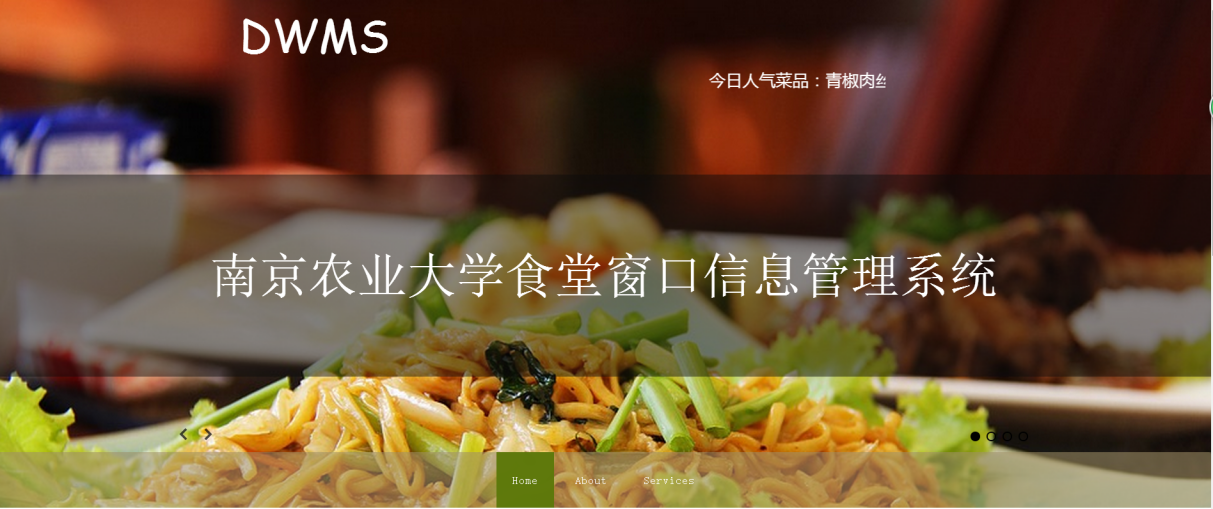 DWMS
今日人气菜品：青椒肉
南京农业大学食堂窗口信息管理系统
Home About Services